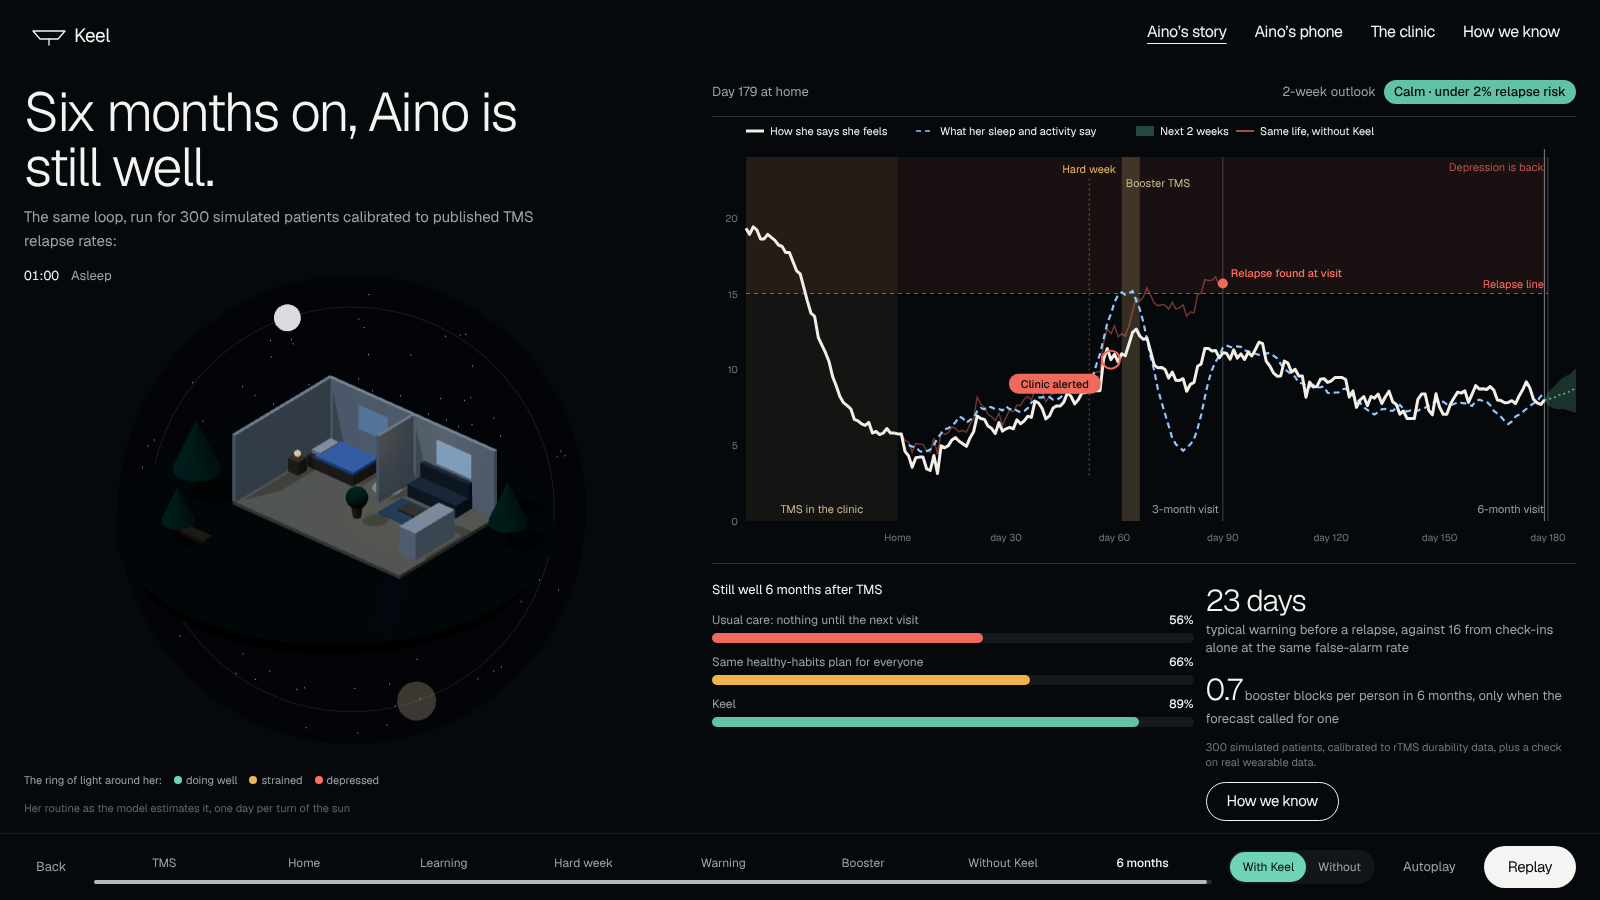 Keel
Aino's story
Aino's phone
The clinic
How we know
Six months on, Aino is
still well.
The same loop, run for 300 simulated patients calibrated to published TMS
relapse rates:
01:00 Asleep
The ring of light around her: doing well strained depressed
Her routine as the model estimates it, one day per turn of the sun
Day 179 at home
2-week outlook
Calm · under 2% relapse risk
How she says she feels
What her sleep and activity say
Next 2 weeks
Same life, without Keel
Hard week
Booster TMS
Depression is back
20
15
10
5
0
Relapse found at visit
Relapse line
Clinic alerted
TMS in the clinic
3-month visit
6-month visit
Home
day 30
day 60
day 90
day 120
day 150
day 180
Still well 6 months after TMS
Usual care: nothing until the next visit 56%
Same healthy-habits plan for everyone 66%
Keel 89%
23 days
typical warning before a relapse, against 16 from check-ins
alone at the same false-alarm rate
0.7 booster blocks per person in 6 months, only when the
forecast called for one
300 simulated patients, calibrated to rTMS durability data, plus a check
on real wearable data.
How we know
Back
TMS
Home
Learning
Hard week
Warning
Booster
Without Keel
6 months
With Keel
Without
Autoplay
Replay